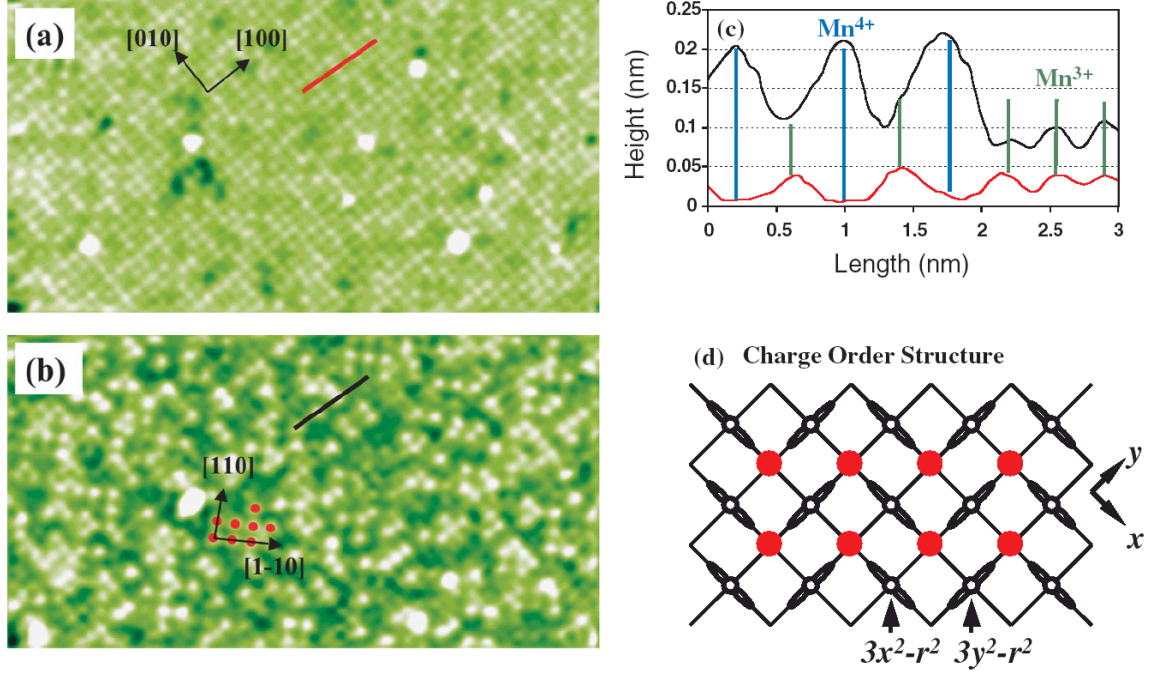 (a)
[010]
[100]
(b)
[110]
[1-10]
(c)
Mn⁴⁺
Mn³⁺
Height (nm)
0.25
0.2
0.15
0.1
0.05
0
0 0.5 1 1.5 2 2.5 3
Length (nm)
(d) Charge Order Structure
y
x
3x²-r² 3y²-r²